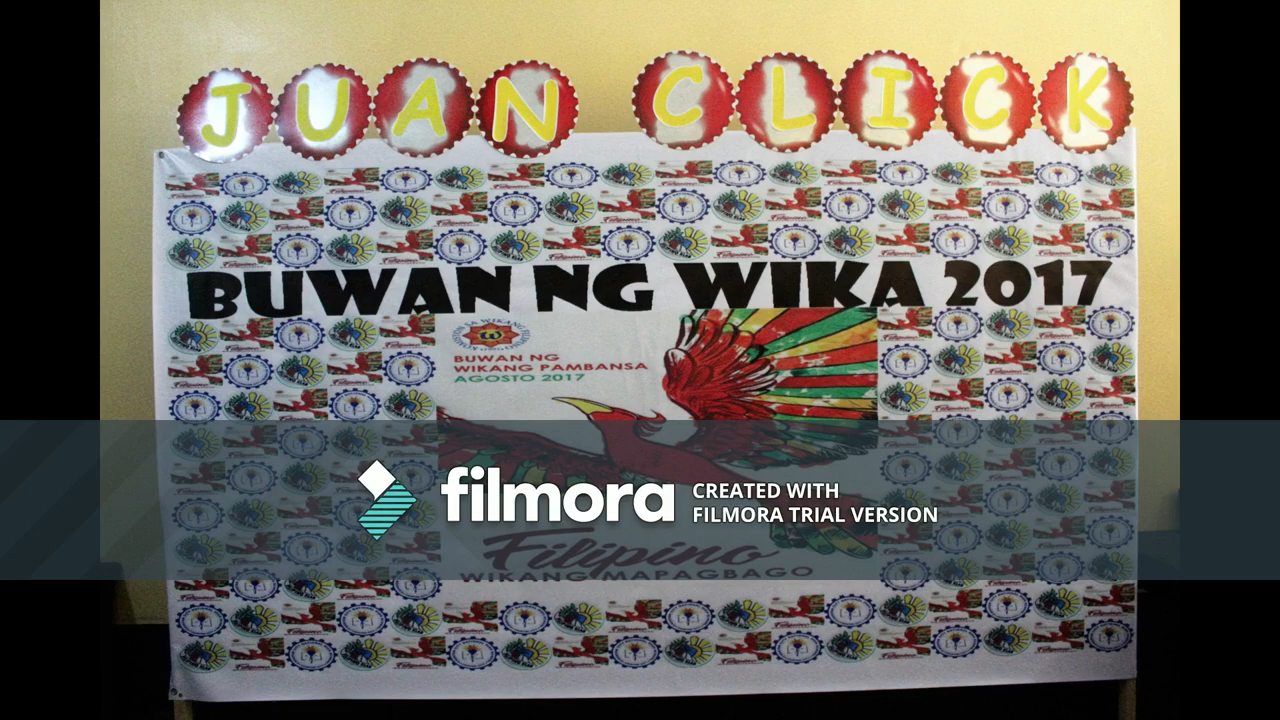 JUAN CLICK
BUWAN NG WIKA 2017
BUWAN NG
WIKANG PAMBANSA
AGOSTO 2017
filmora
CREATED WITH
FILMORA TRIAL VERSION
Filipino
WIKANG MAPAGBAGO